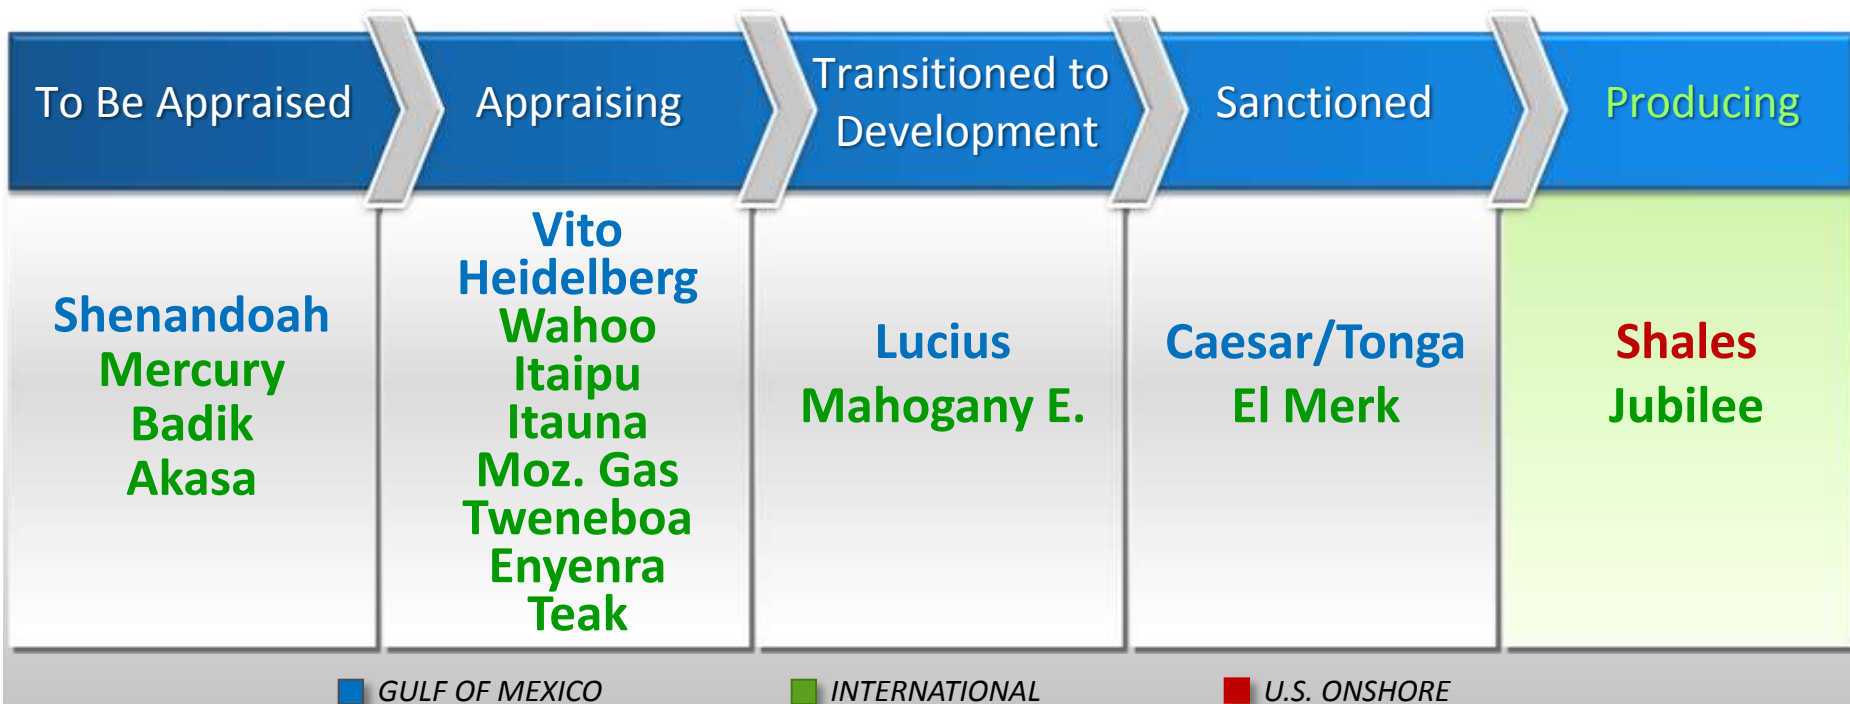 To Be Appraised
Appraising
Transitioned to
Development
Sanctioned
Producing
Shenandoah
Mercury
Badik
Akasa
Vito
Heidelberg
Wahoo
Itaipu
Itauna
Moz. Gas
Tweneboa
Enyenra
Teak
Lucius
Mahogany E.
Caesar/Tonga
El Merk
Shales
Jubilee
GULF OF MEXICO
INTERNATIONAL
U.S. ONSHORE